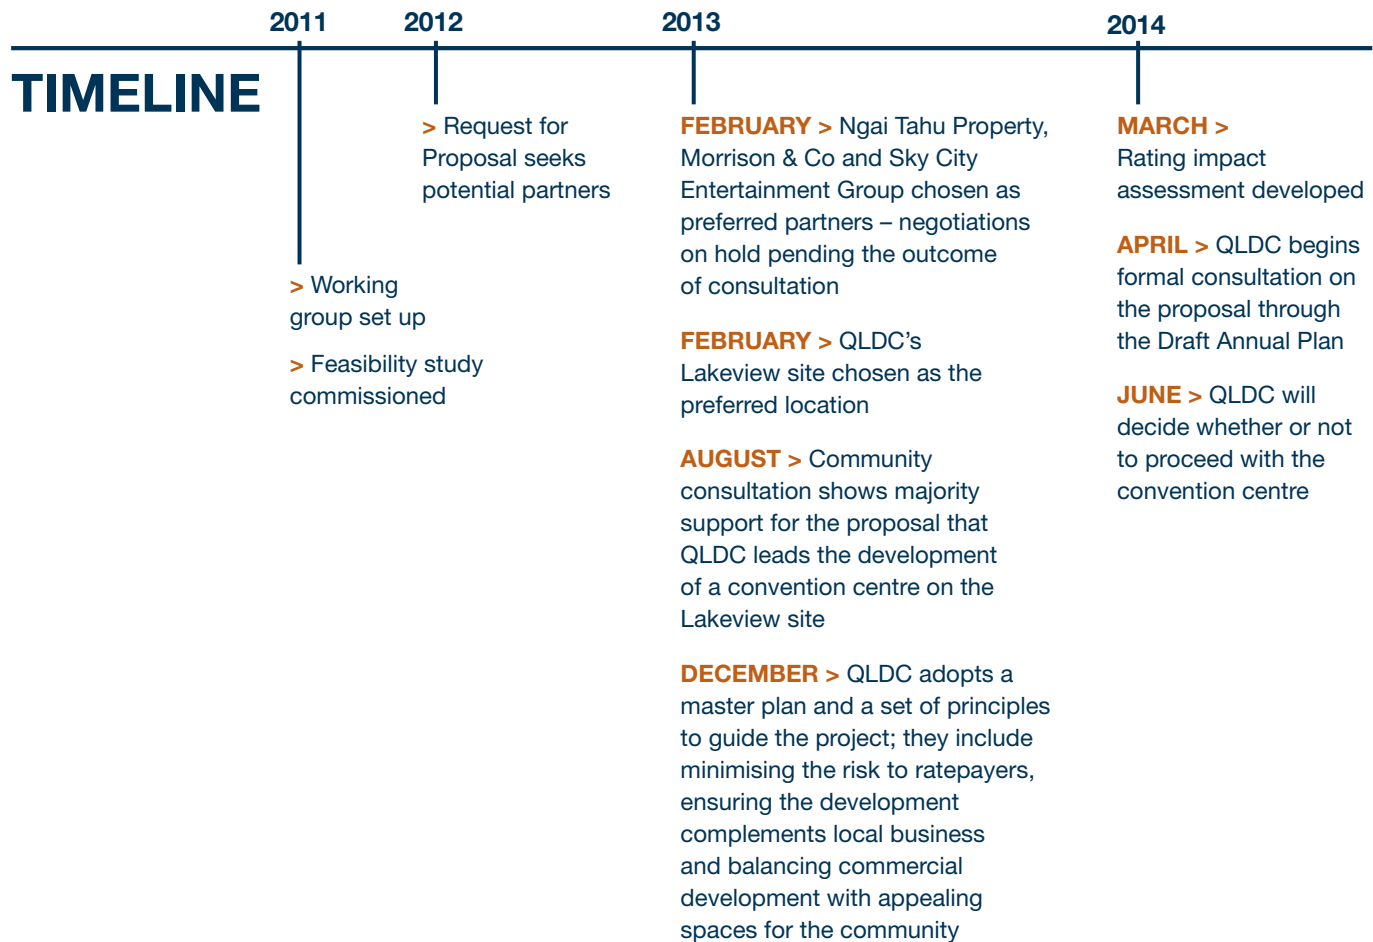 2011
2012
2013
2014
TIMELINE
> Working
group set up
> Feasibility study
commissioned
> Request for
Proposal seeks
potential partners
FEBRUARY > Ngai Tahu Property,
Morrison & Co and Sky City
Entertainment Group chosen as
preferred partners – negotiations
on hold pending the outcome
of consultation
FEBRUARY > QLDC’s
Lakeview site chosen as the
preferred location
AUGUST > Community
consultation shows majority
support for the proposal that
QLDC leads the development
of a convention centre on the
Lakeview site
DECEMBER > QLDC adopts a
master plan and a set of principles
to guide the project; they include
minimising the risk to ratepayers,
ensuring the development
complements local business
and balancing commercial
development with appealing
spaces for the community
MARCH >
Rating impact
assessment developed
APRIL > QLDC begins
formal consultation on
the proposal through
the Draft Annual Plan
JUNE > QLDC will
decide whether or not
to proceed with the
convention centre